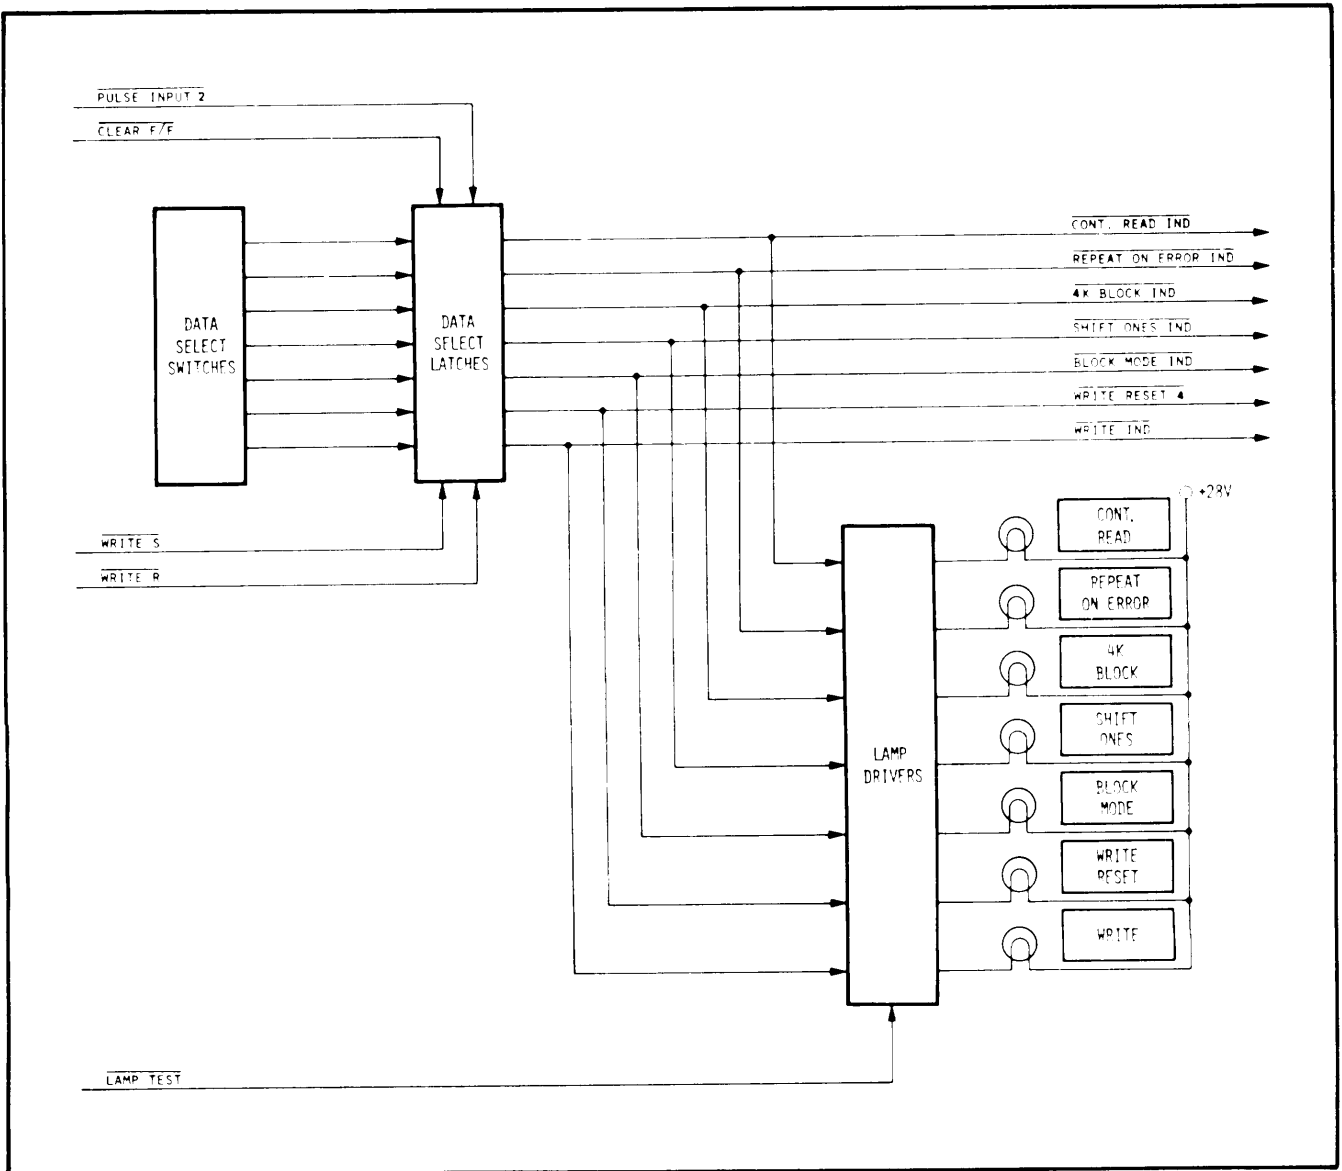 PULSE INPUT 2
CLEAR F/F
DATA
SELECT
SWITCHES
DATA
SELECT
LATCHES
CONT. READ IND
REPEAT ON ERROR IND
4K BLOCK IND
SHIFT ONES IND
BLOCK MODE IND
WRITE RESET 4
WRITE IND
WRITE S
WRITE R
+28V
LAMP
DRIVERS
CONT.
READ
REPEAT
ON ERROR
4K
BLOCK
SHIFT
ONES
BLOCK
MODE
WRITE
RESET
WRITE
LAMP TEST